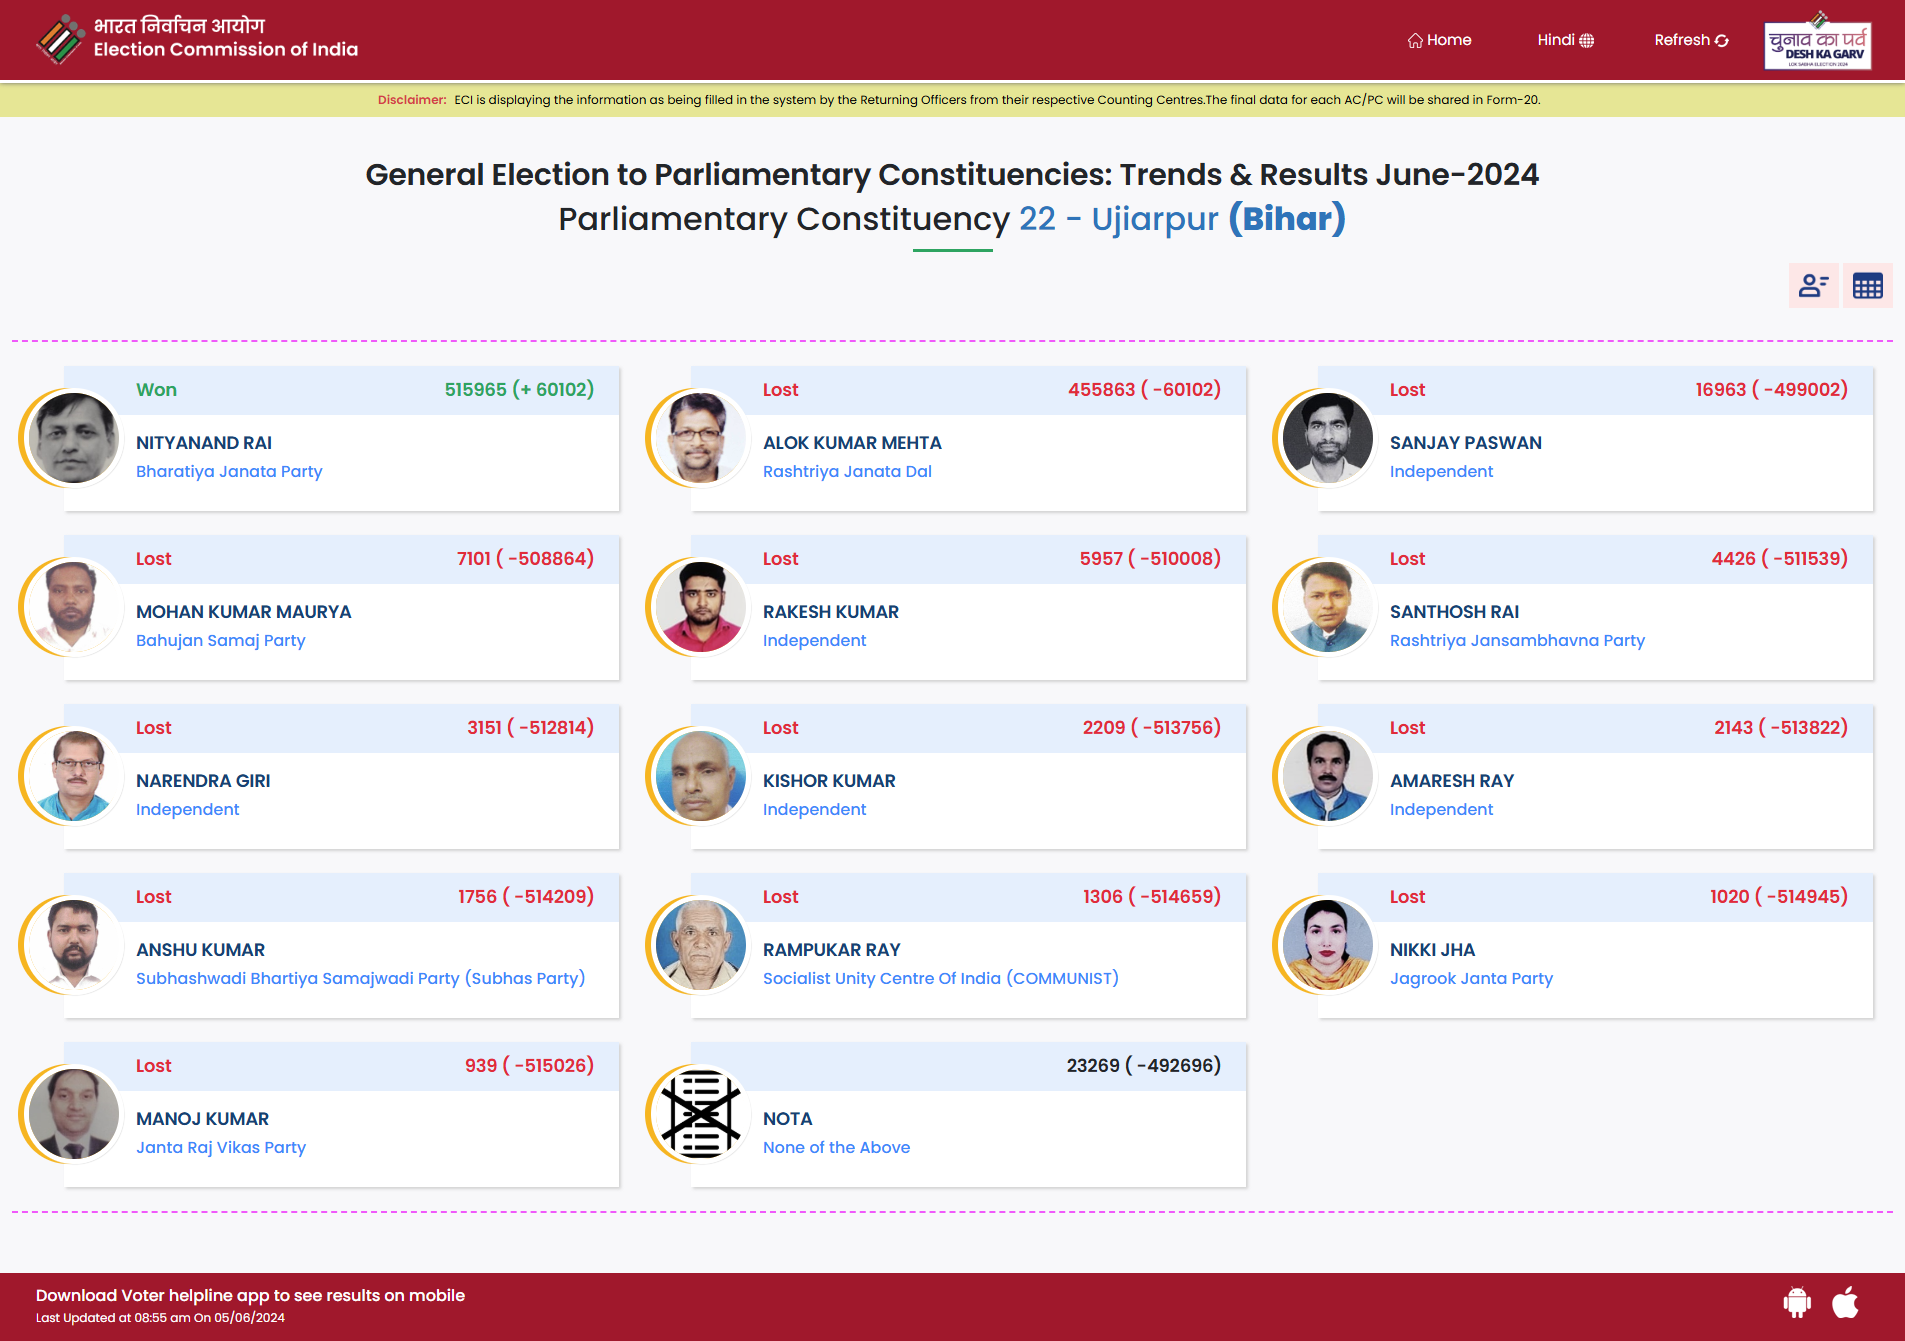 भारत निर्वाचन आयोग
Election Commission of India
Home
Hindi
Refresh
चुनाव का पर्व
DESH KA GARV
LOK SABHA ELECTION 2024
Disclaimer: ECI is displaying the information as being filled in the system by the Returning Officers from their respective Counting Centres.The final data for each AC/PC will be shared in Form-20.
General Election to Parliamentary Constituencies: Trends & Results June-2024
Parliamentary Constituency 22 - Ujiarpur (Bihar)
Won 515965 (+ 60102)
NITYANAND RAI
Bharatiya Janata Party
Lost 455863 ( -60102)
ALOK KUMAR MEHTA
Rashtriya Janata Dal
Lost 16963 ( -499002)
SANJAY PASWAN
Independent
Lost 7101 ( -508864)
MOHAN KUMAR MAURYA
Bahujan Samaj Party
Lost 5957 ( -510008)
RAKESH KUMAR
Independent
Lost 4426 ( -511539)
SANTHOSH RAI
Rashtriya Jansambhavna Party
Lost 3151 ( -512814)
NARENDRA GIRI
Independent
Lost 2209 ( -513756)
KISHOR KUMAR
Independent
Lost 2143 ( -513822)
AMARESH RAY
Independent
Lost 1756 ( -514209)
ANSHU KUMAR
Subhashwadi Bhartiya Samajwadi Party (Subhas Party)
Lost 1306 ( -514659)
RAMPUKAR RAY
Socialist Unity Centre Of India (COMMUNIST)
Lost 1020 ( -514945)
NIKKI JHA
Jagrook Janta Party
Lost 939 ( -515026)
MANOJ KUMAR
Janta Raj Vikas Party
23269 ( -492696)
NOTA
None of the Above
Download Voter helpline app to see results on mobile
Last Updated at 08:55 am On 05/06/2024